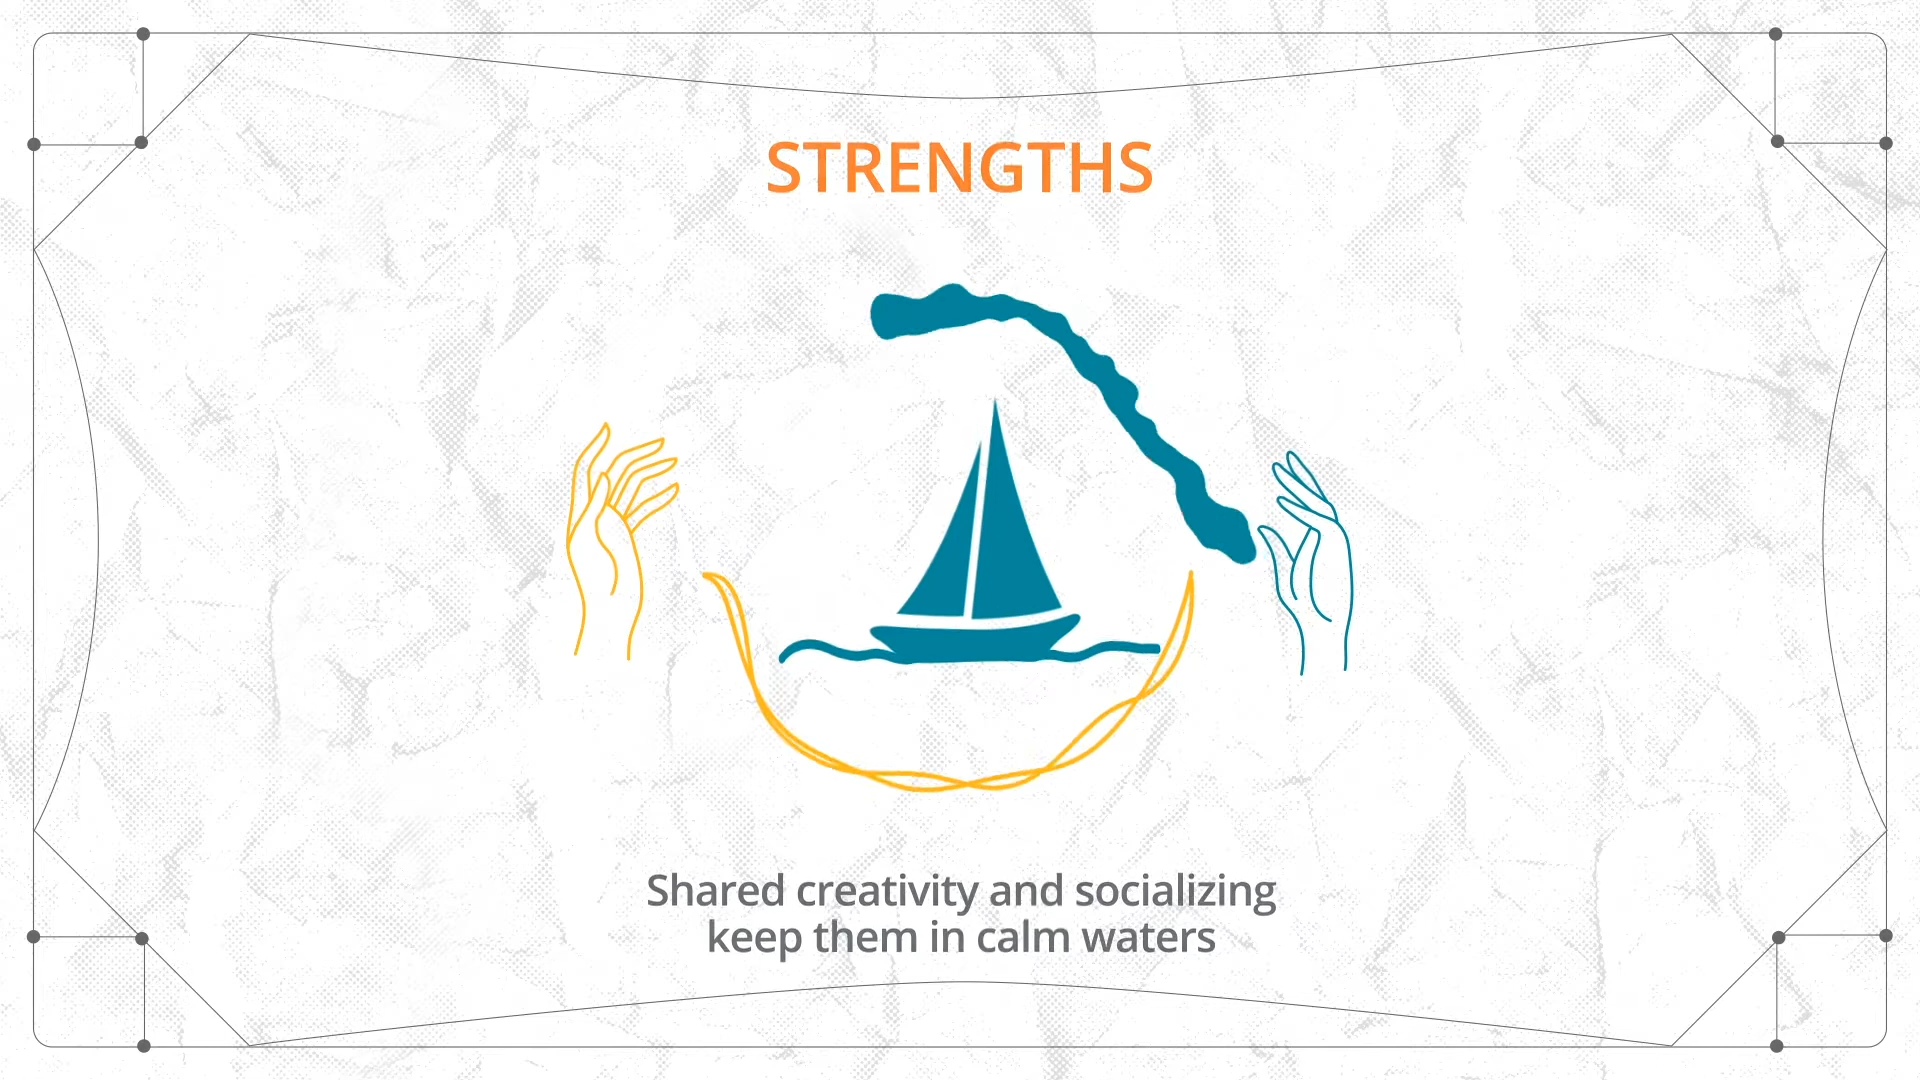 STRENGTHS
Shared creativity and socializing
keep them in calm waters